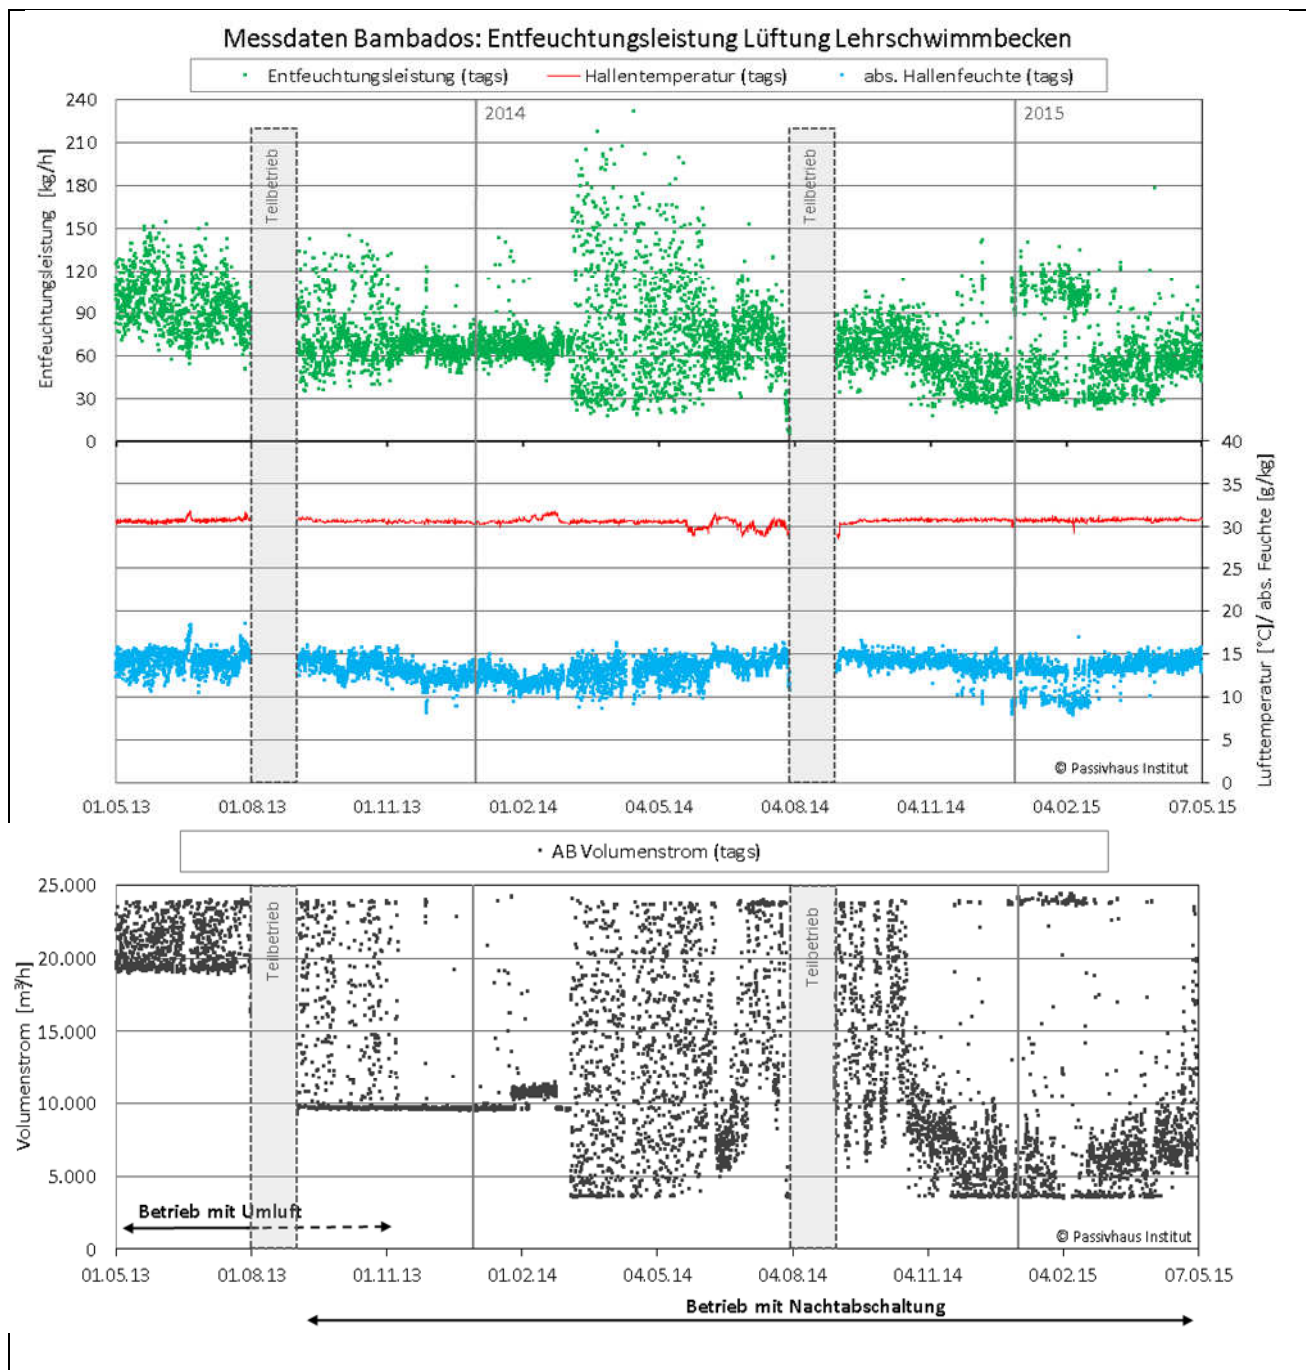 Messdaten Bambados: Entfeuchtungsleistung Lüftung Lehrschwimmbecken
Entfeuchtungsleistung (tags) Hallentemperatur (tags) abs. Hallenfeuchte (tags)
Entfeuchtungsleistung [kg/h]
240
210
180
150
120
90
60
30
0
2014
2015
Teilbetrieb
Teilbetrieb
40
35
30
25
20
15
10
5
0
Lufttemperatur [°C]/ abs. Feuchte [g/kg]
© Passivhaus Institut
01.05.13 01.08.13 01.11.13 01.02.14 04.05.14 04.08.14 04.11.14 04.02.15 07.05.15
AB Volumenstrom (tags)
Volumenstrom [m³/h]
25.000
20.000
15.000
10.000
5.000
0
Teilbetrieb
Teilbetrieb
Betrieb mit Umluft
© Passivhaus Institut
01.05.13 01.08.13 01.11.13 01.02.14 04.05.14 04.08.14 04.11.14 04.02.15 07.05.15
Betrieb mit Nachtabschaltung